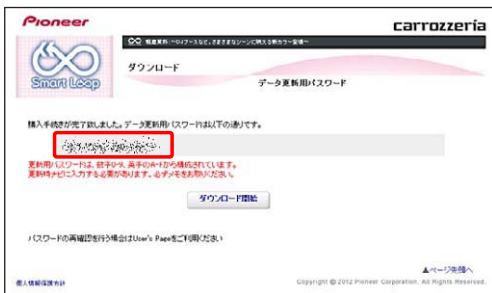 Pioneer
carrozzeria
Smart Loop
ダウンロード
データ更新用パスワード
購入手続きが完了致しました。データ更新用パスワードは以下の通りです。
更新用パスワードは、数字0-9、英字のA-Fから構成されています。
更新時ナビに入力する必要があります。必ずメモをお取りください。
ダウンロード開始
パスワードの再確認を行う場合はUser's Pageをご利用ください
▲ページ先頭へ
個人情報保護方針
Copyright © 2012 Pioneer Corporation. All Rights Reserved.